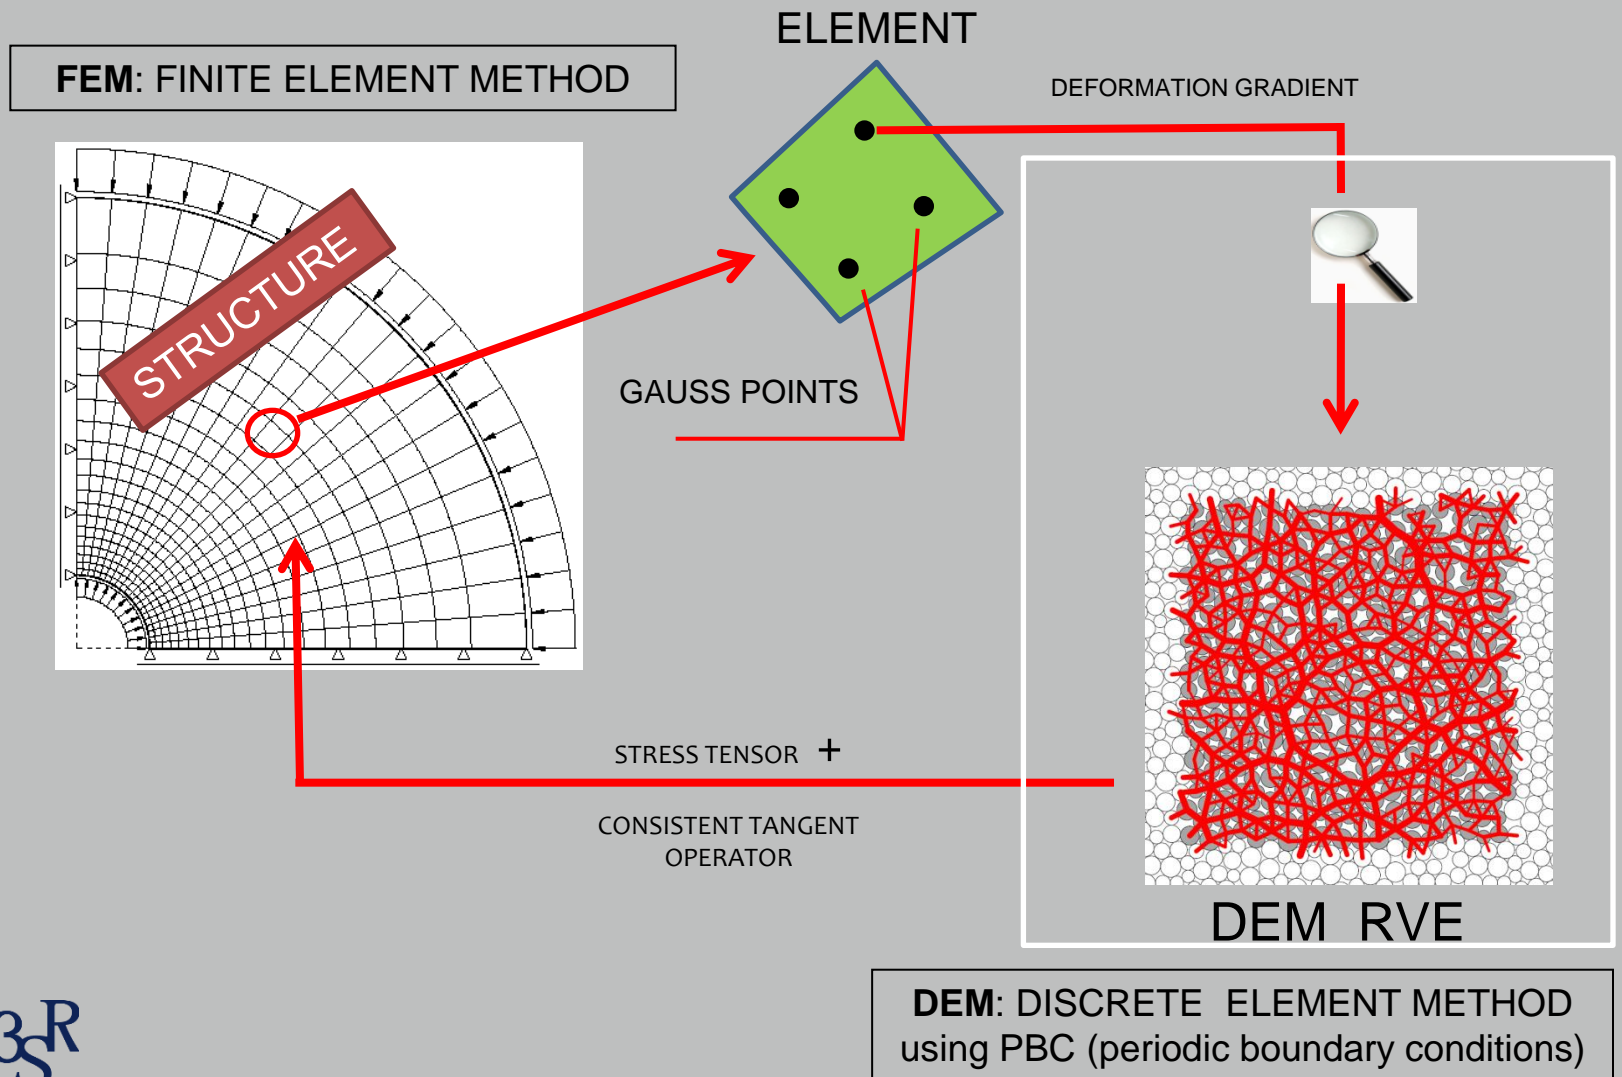 ELEMENT
FEM: FINITE ELEMENT METHOD
DEFORMATION GRADIENT
STRUCTURE
GAUSS POINTS
STRESS TENSOR +
CONSISTENT TANGENT
OPERATOR
DEM RVE
DEM: DISCRETE ELEMENT METHOD
using PBC (periodic boundary conditions)
3SR